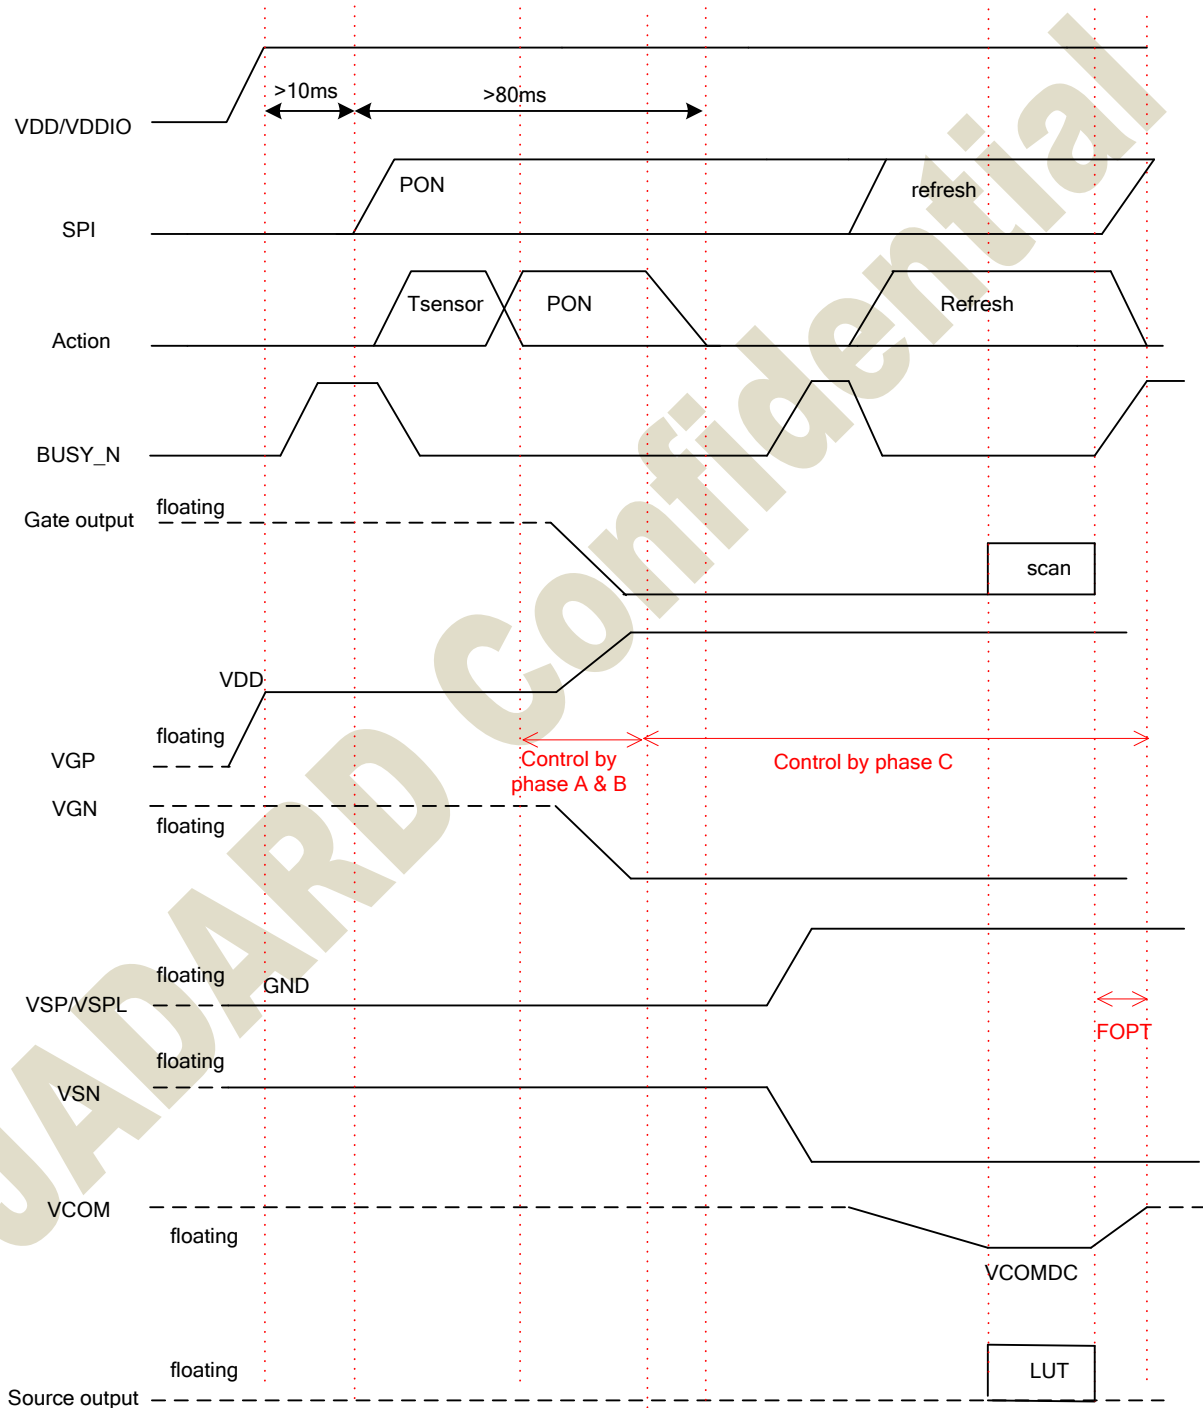 >10ms
>80ms
VDD/VDDIO
PON
refresh
SPI
Tsensor
PON
Refresh
Action
BUSY_N
floating
Gate output
scan
VDD
floating
VGP
Control by
phase A & B
Control by phase C
VGN
floating
floating
GND
VSP/VSPL
FOPT
floating
VSN
VCOM
floating
VCOMDC
floating
LUT
Source output
JADARD Confidential